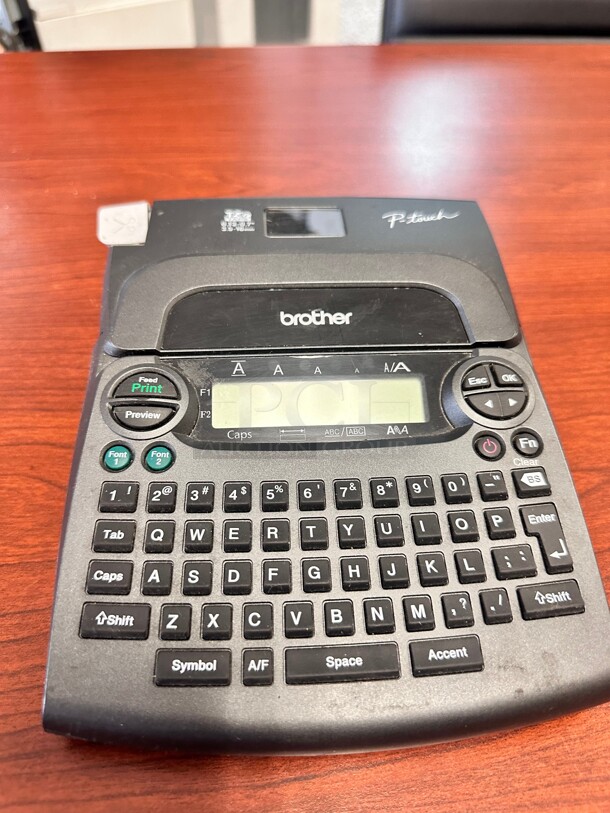 P-touch
brother
A A A A A/A
F1
F2
Caps ABC/ABC
Feed
Print
Preview
Esc OK
Font 1 Font 2
Fn
Clear
1 ! 2 @ 3 # 4 $ 5 % 6 ' 7 & 8 * 9 ( 0 ) - " BS
Tab Q W E R T Y U I O P Enter
Caps A S D F G H J K L : ;
Shift Z X C V B N M , ? . / Shift
Symbol A/F Space Accent